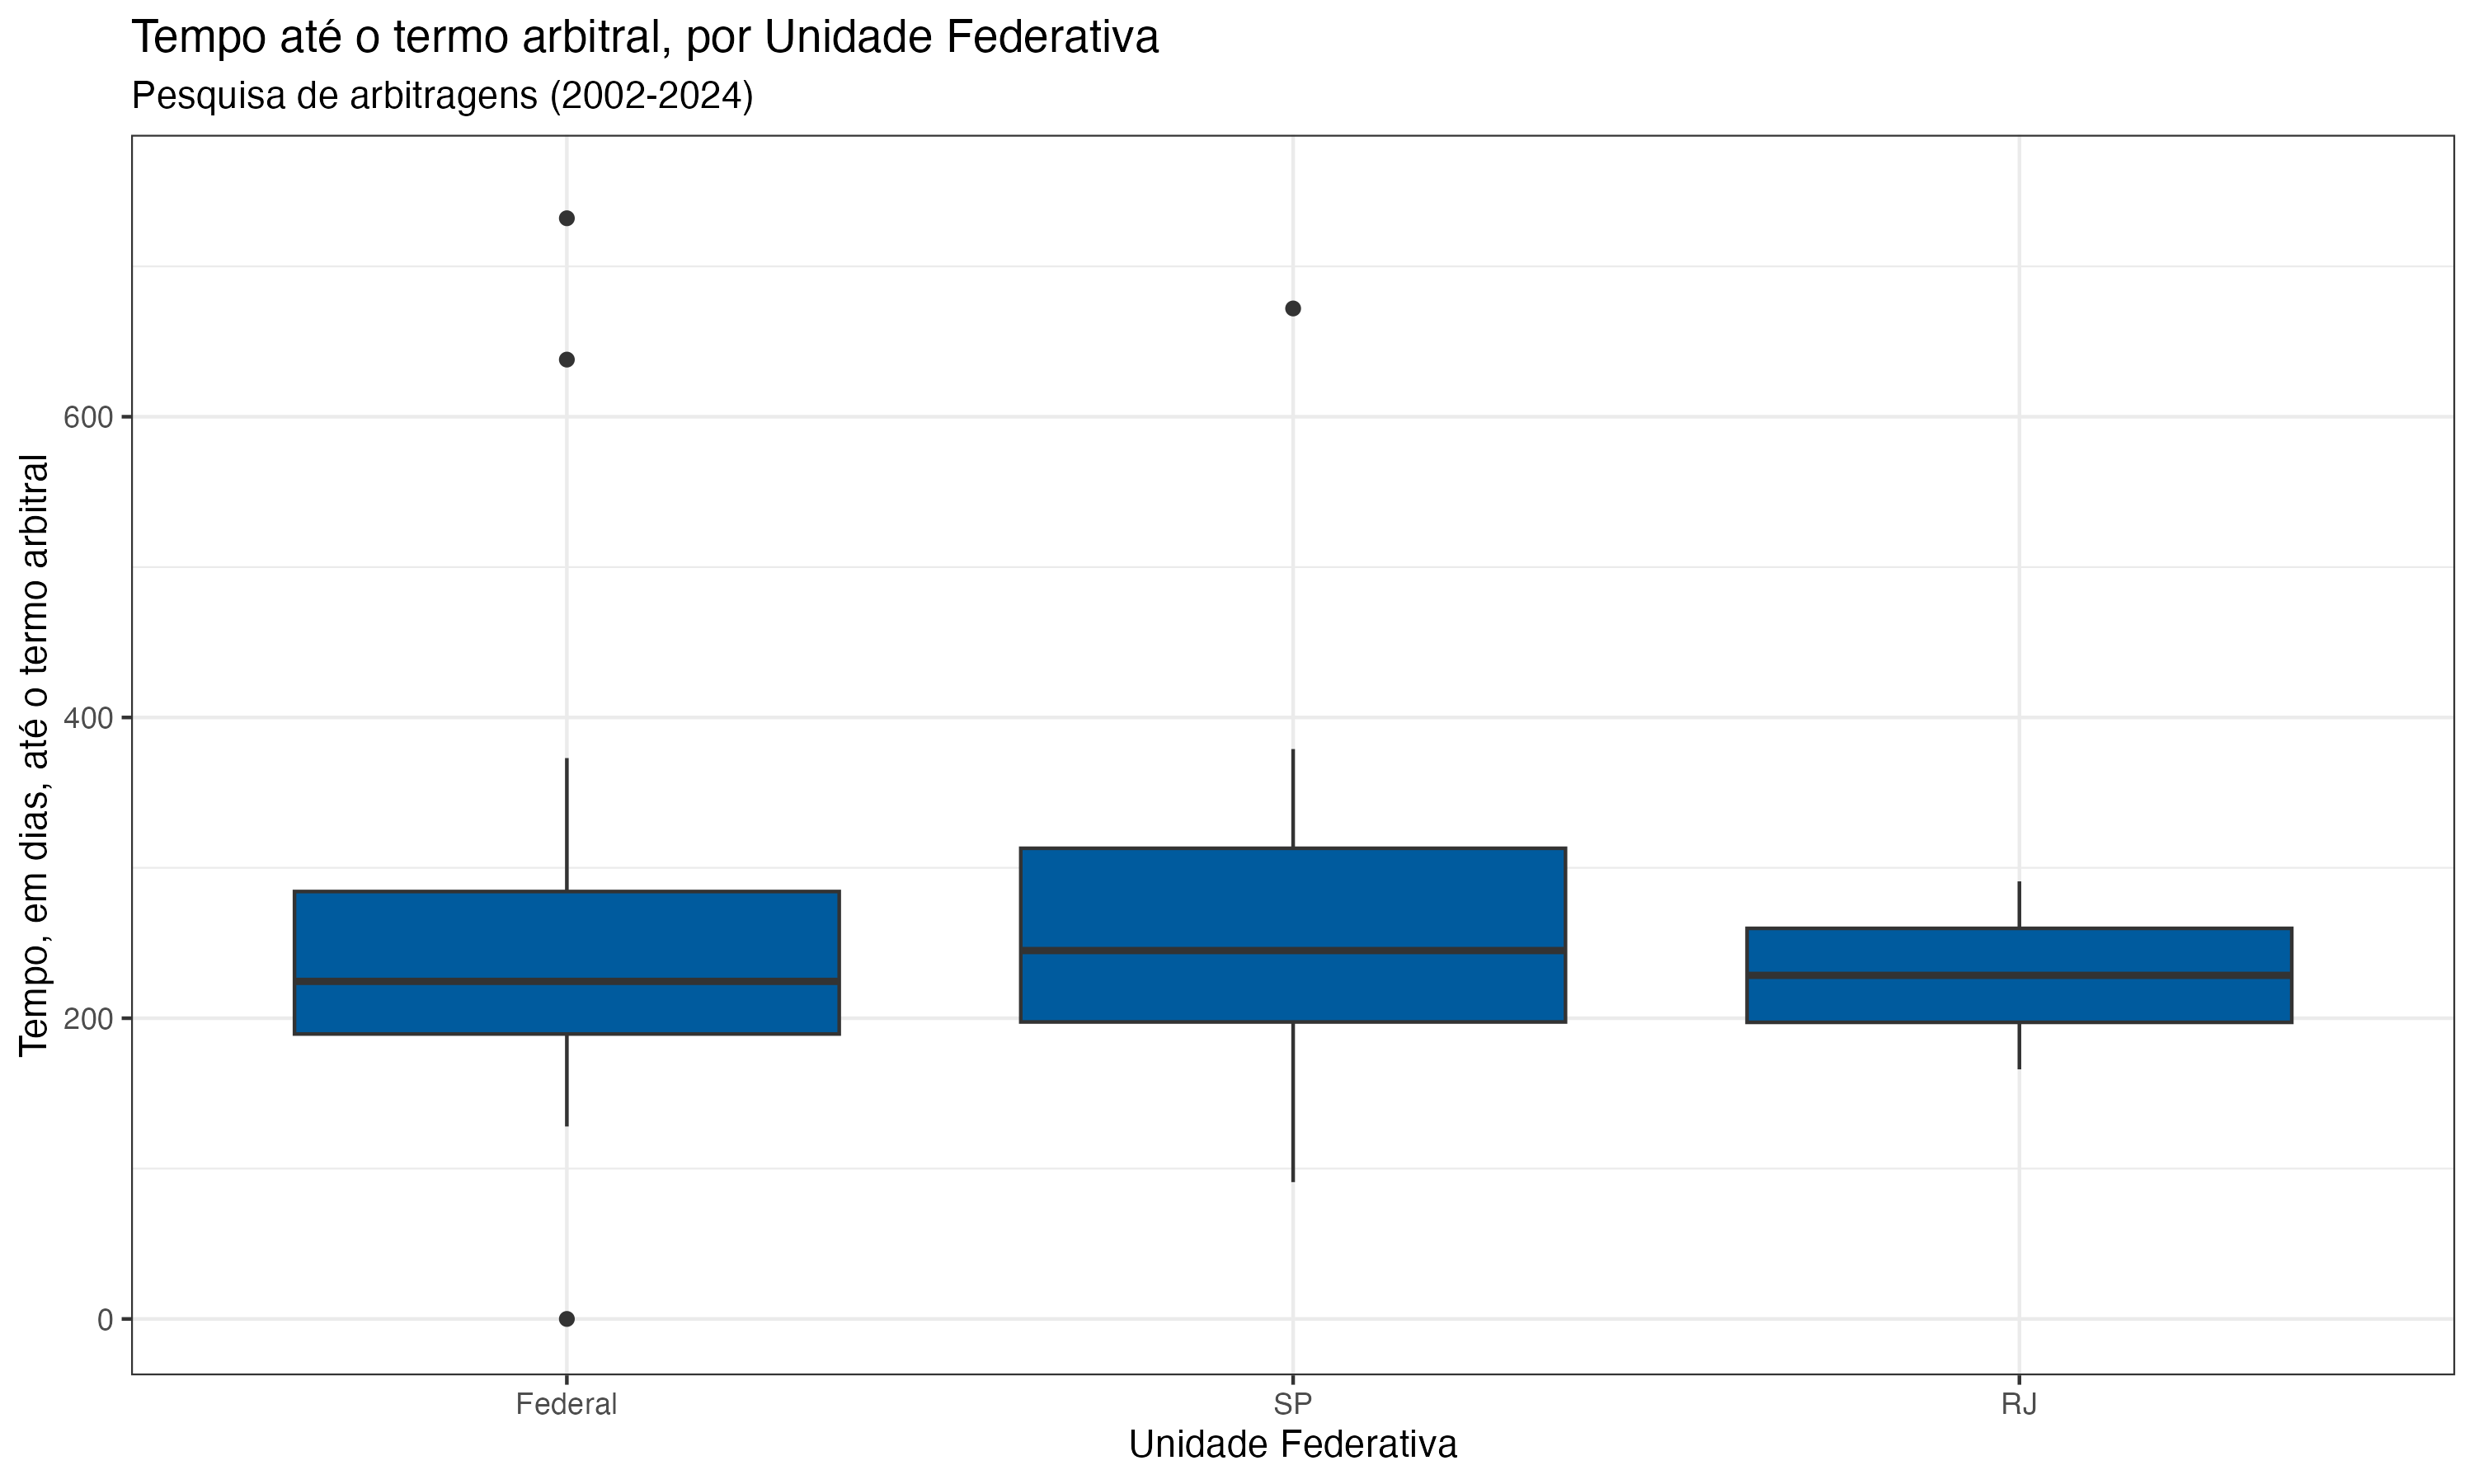 Tempo até o termo arbitral, por Unidade Federativa
Pesquisa de arbitragens (2002-2024)
Tempo, em dias, até o termo arbitral
600
400
200
0
Federal
SP
RJ
Unidade Federativa